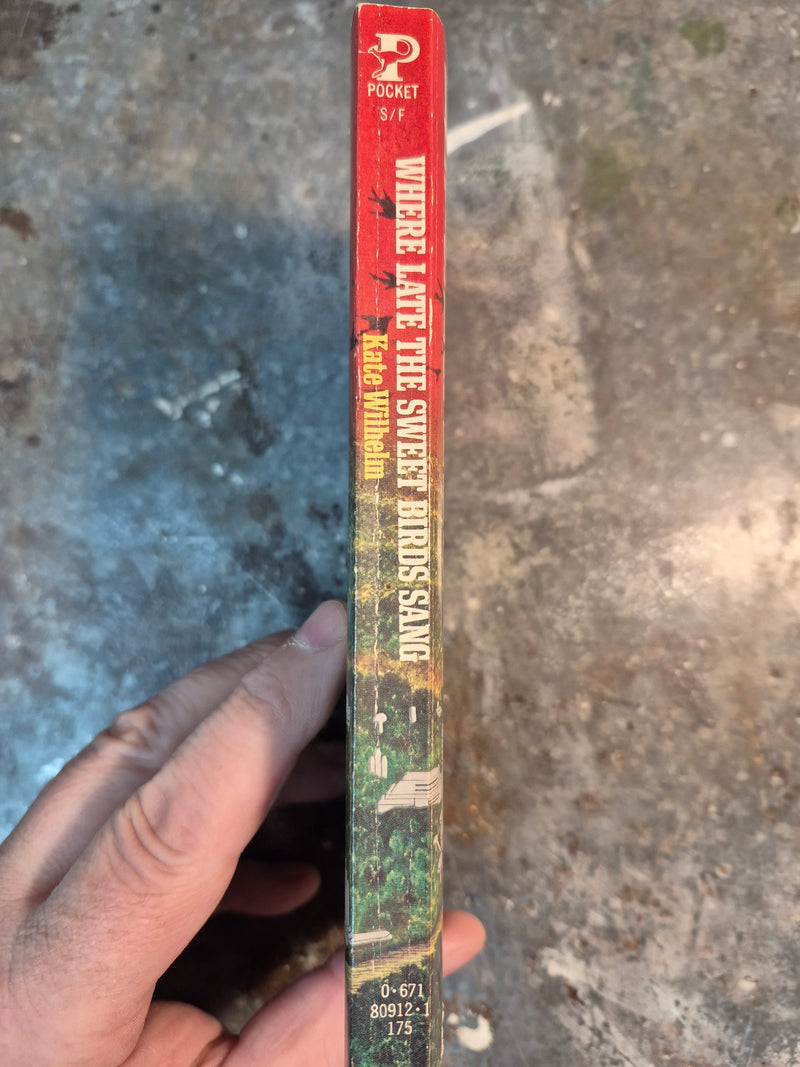 P
POCKET
S/F
WHERE LATE THE SWEET BIRDS SANG
Kate Wilhelm
0·671
80912·1
175